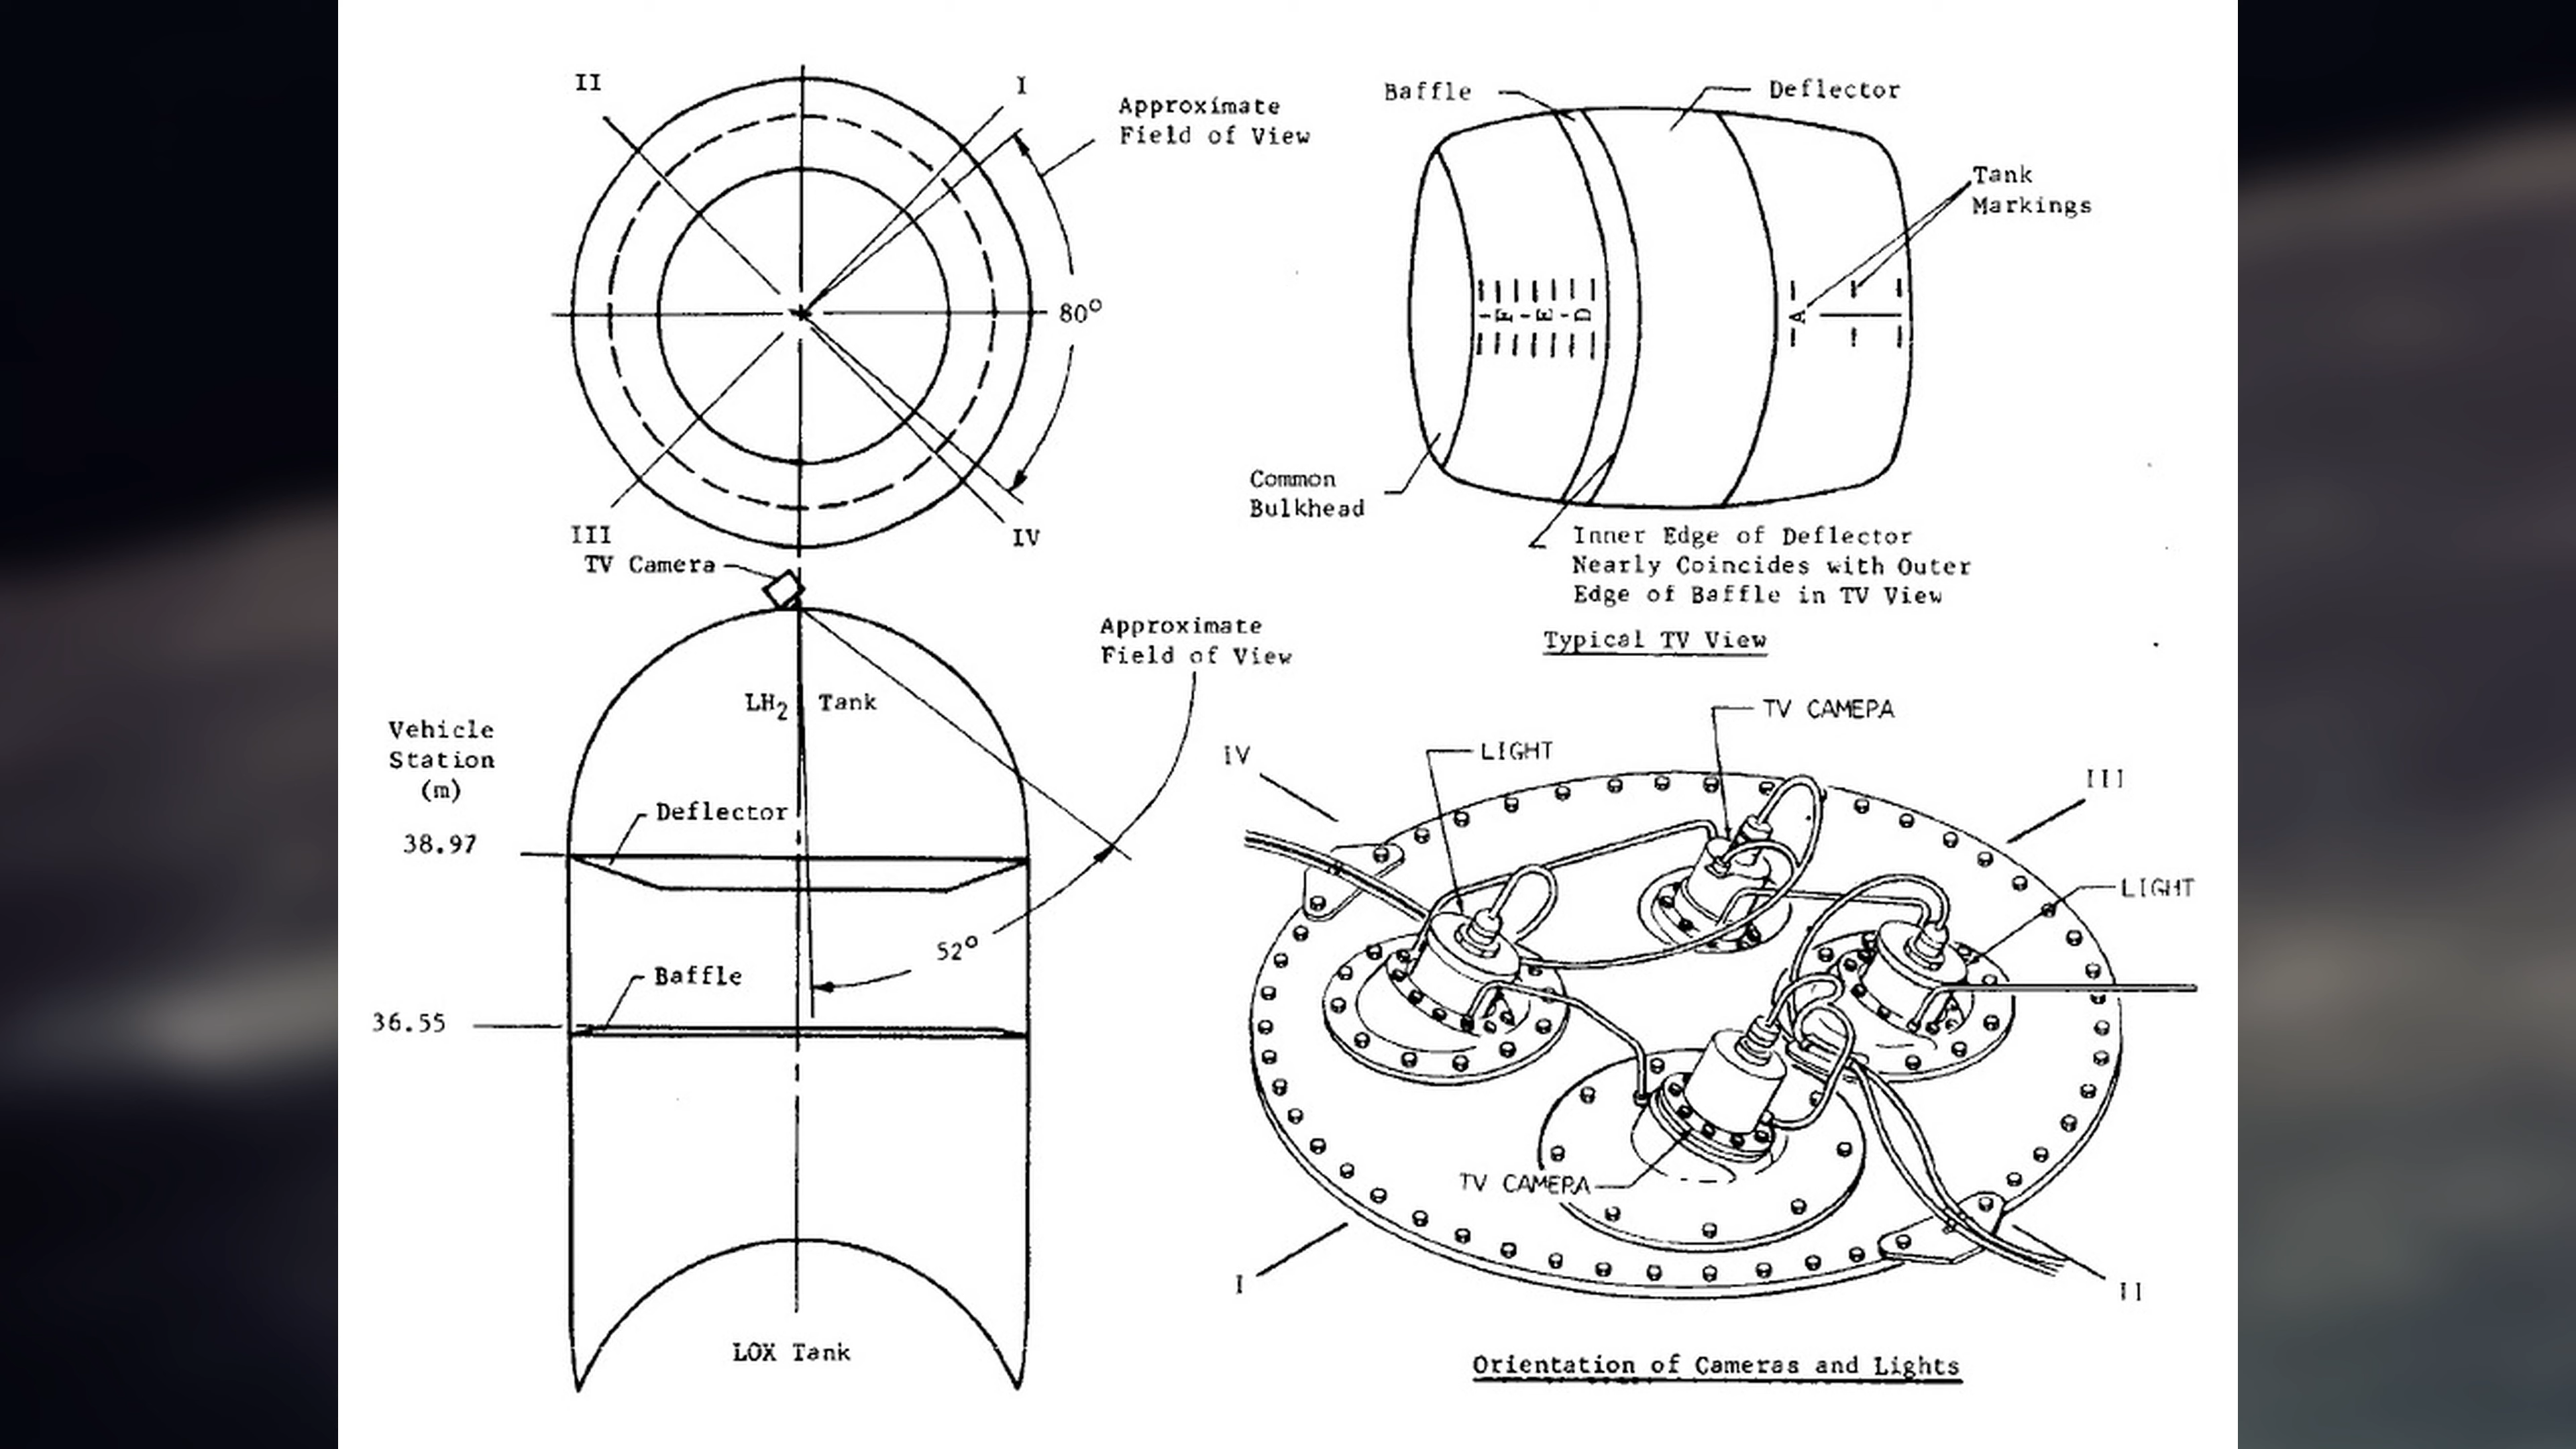 II
I
Approximate
Field of View
80°
III
IV
TV Camera
LH2 Tank
Approximate
Field of View
Vehicle
Station
(m)
Deflector
38.97
52°
Baffle
36.55
LOX Tank
Baffle
Deflector
Tank
Markings
-F-E-D
A
Common
Bulkhead
Inner Edge of Deflector
Nearly Coincides with Outer
Edge of Baffle in TV View
Typical TV View
TV CAMERA
LIGHT
IV
III
LIGHT
TV CAMERA
I
II
Orientation of Cameras and Lights